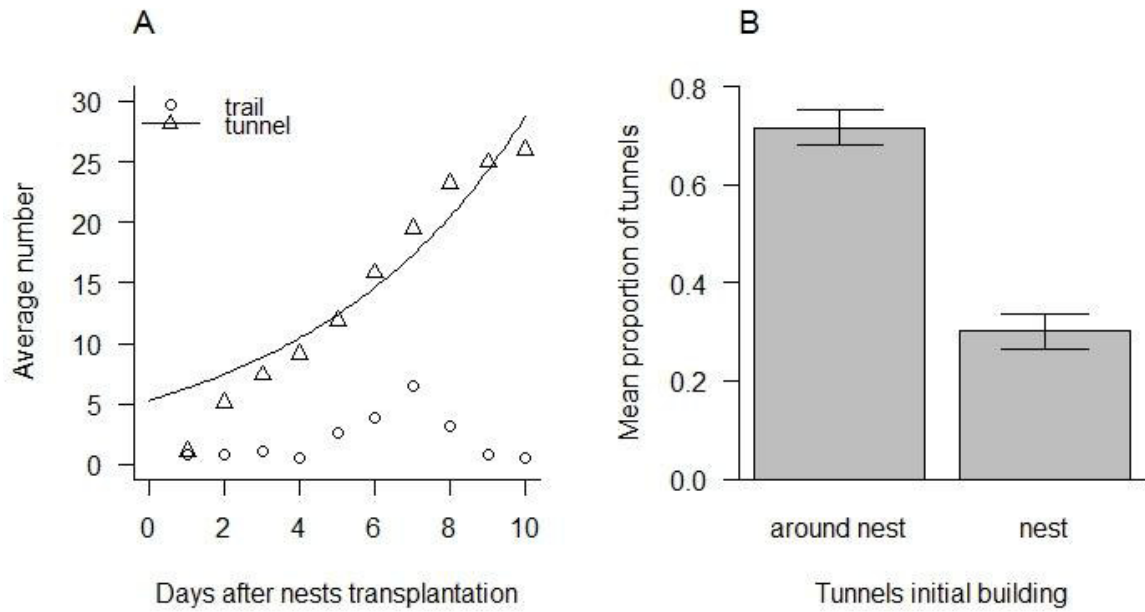 A
Average number
30
25
20
15
10
5
0
trail
tunnel
0 2 4 6 8 10
Days after nests transplantation
B
Mean proportion of tunnels
0.8
0.6
0.4
0.2
0.0
around nest nest
Tunnels initial building